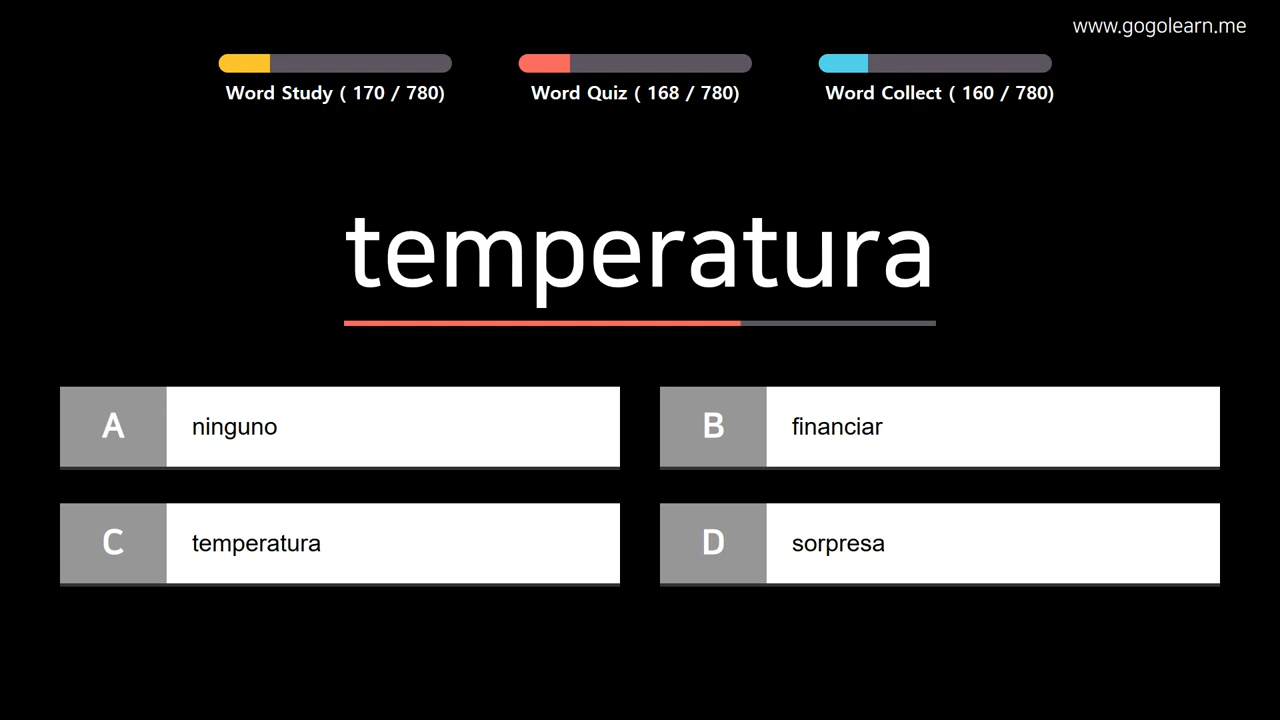 www.gogolearn.me
Word Study ( 170 / 780)
Word Quiz ( 168 / 780)
Word Collect ( 160 / 780)
temperatura
A ninguno
B financiar
C temperatura
D sorpresa